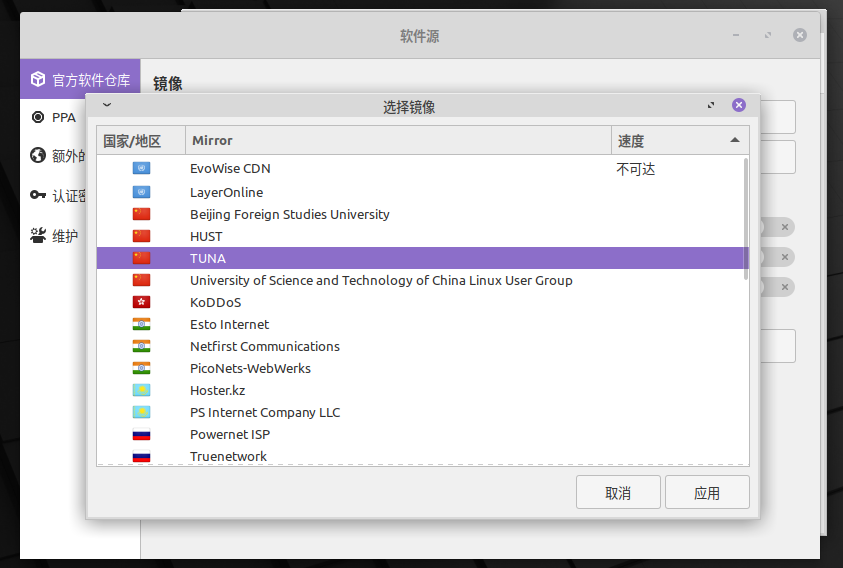 软件源
官方软件仓库
镜像
PPA
额外的
认证密
维护
选择镜像
国家/地区 Mirror 速度
EvoWise CDN 不可达
LayerOnline
Beijing Foreign Studies University
HUST
TUNA
University of Science and Technology of China Linux User Group
KoDDoS
Esto Internet
Netfirst Communications
PicoNets-WebWerks
Hoster.kz
PS Internet Company LLC
Powernet ISP
Truenetwork
取消 应用